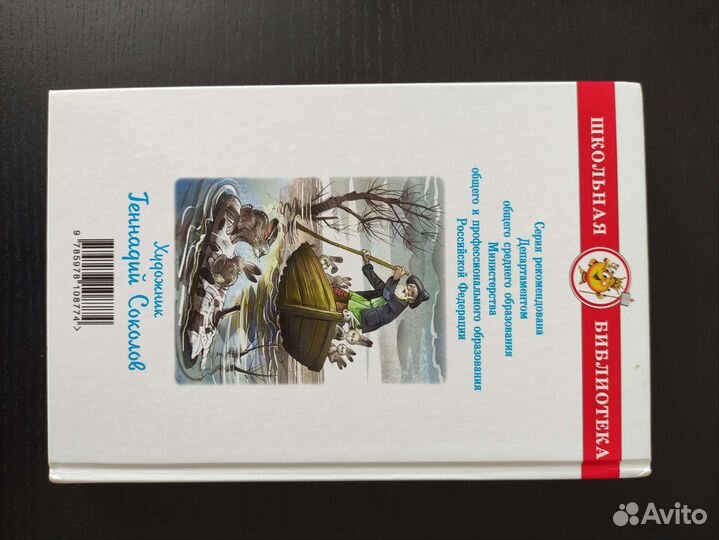 ШКОЛЬНАЯ БИБЛИОТЕКА
Серия рекомендована
Департаментом
общего среднего образования
Министерства
общего и профессионального образования
Российской Федерации
Художник
Геннадий Соколов
9 785978 108774 >
Avito